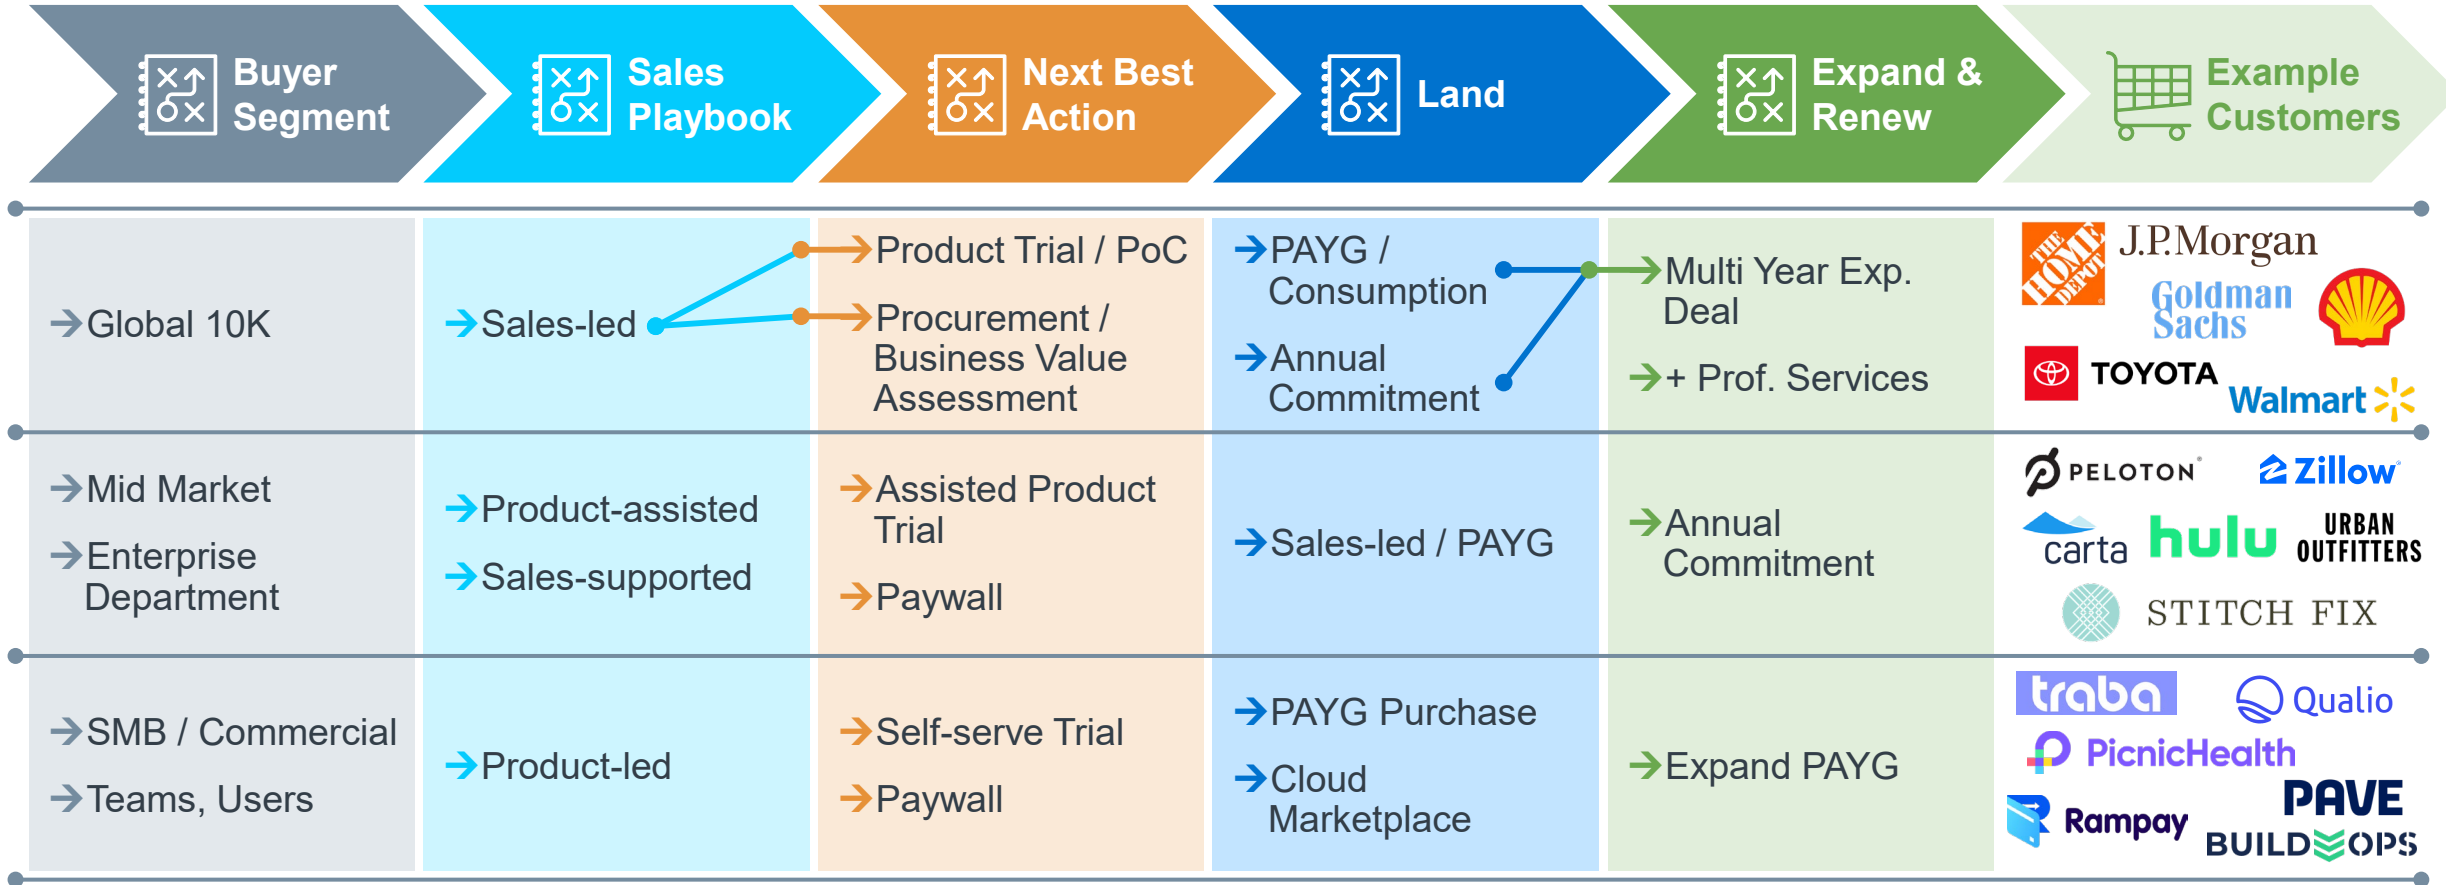 Buyer
Segment
Sales
Playbook
Next Best
Action
Land
Expand &
Renew
Example
Customers
Global 10K
Sales-led
Product Trial / PoC
Procurement /
Business Value
Assessment
PAYG /
Consumption
Annual
Commitment
Multi Year Exp.
Deal
+ Prof. Services
THE
HOME
DEPOT
J.P.Morgan
Goldman
Sachs
TOYOTA
Walmart
Mid Market
Enterprise
Department
Product-assisted
Sales-supported
Assisted Product
Trial
Paywall
Sales-led / PAYG
Annual
Commitment
PELOTON
Zillow
carta
hulu
URBAN
OUTFITTERS
STITCH FIX
SMB / Commercial
Teams, Users
Product-led
Self-serve Trial
Paywall
PAYG Purchase
Cloud
Marketplace
Expand PAYG
traba
Qualio
PicnicHealth
PAVE
Rampay
BUILDOPS